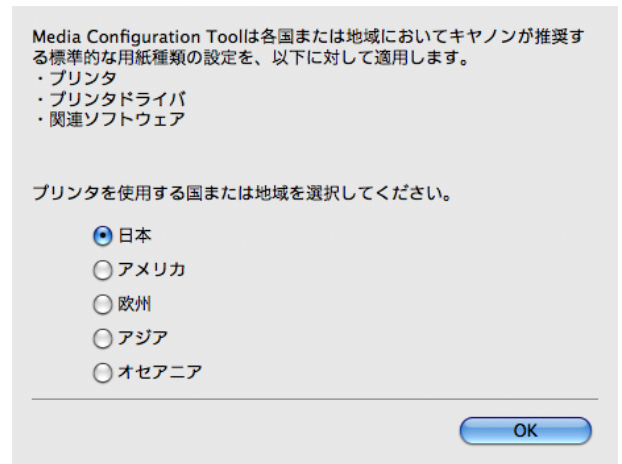 Media Configuration Toolは各国または地域においてキヤノンが推奨す
る標準的な用紙種類の設定を、以下に対して適用します。
・プリンタ
・プリンタドライバ
・関連ソフトウェア
プリンタを使用する国または地域を選択してください。
日本
アメリカ
欧州
アジア
オセアニア
OK